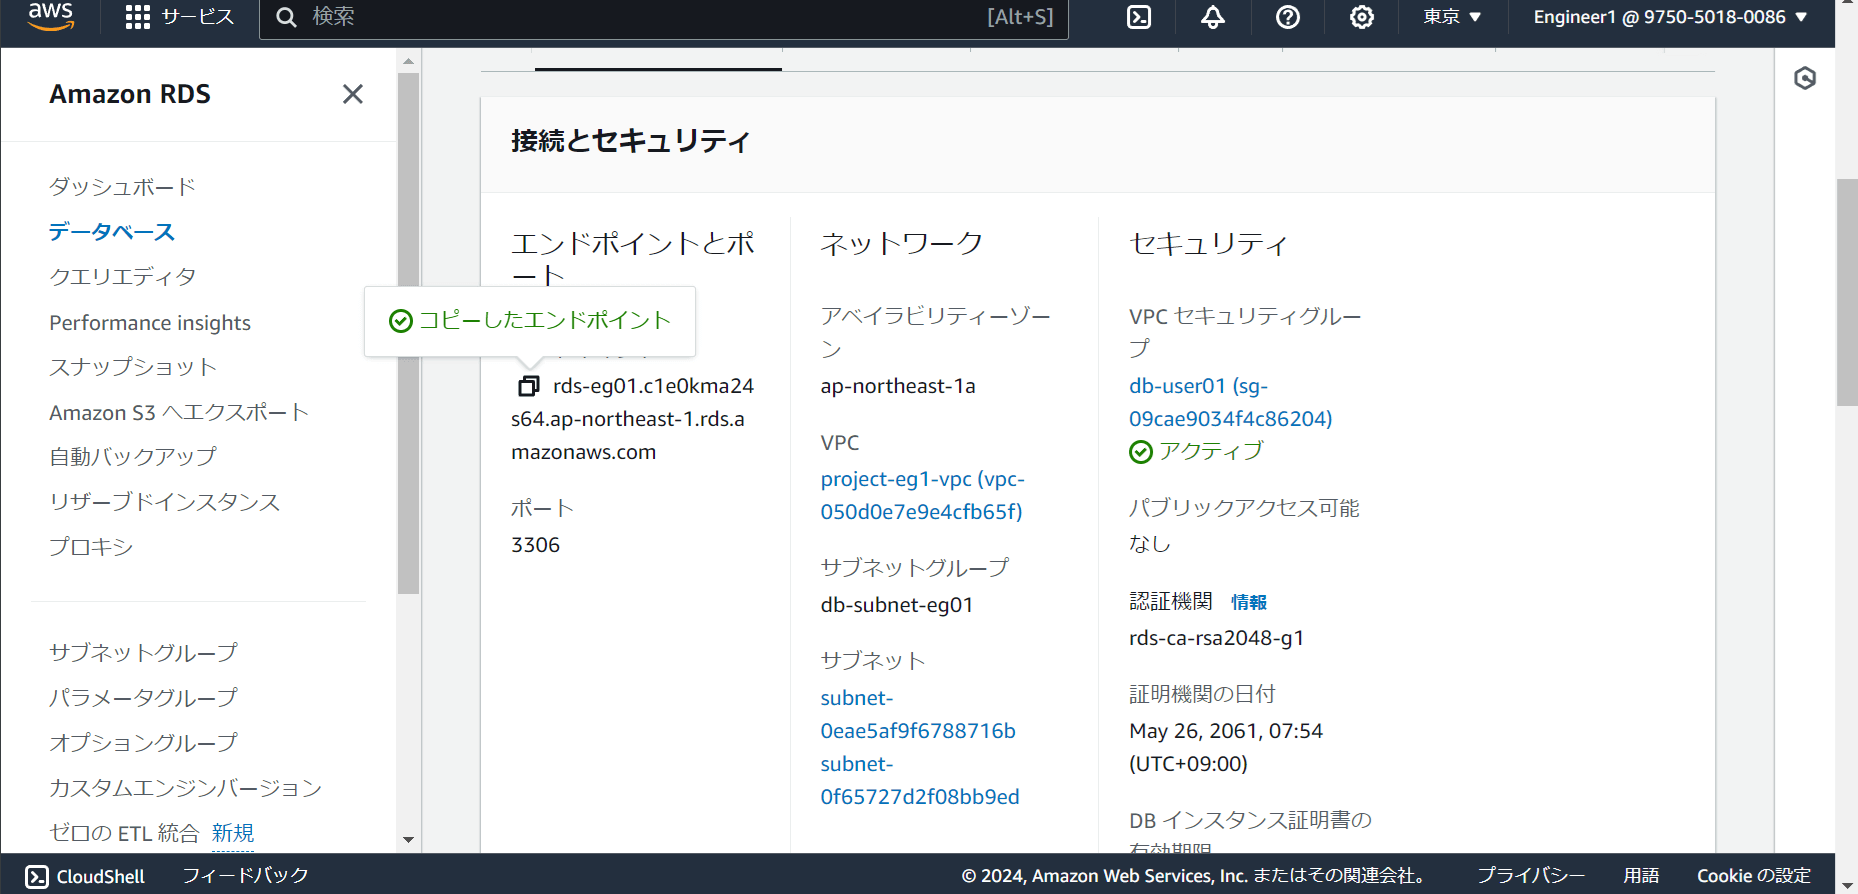 aws
サービス
検索
[Alt+S]
東京 ▼
Engineer1 @ 9750-5018-0086 ▼
Amazon RDS
ダッシュボード
データベース
クエリエディタ
Performance insights
スナップショット
Amazon S3 へエクスポート
自動バックアップ
リザーブドインスタンス
プロキシ
サブネットグループ
パラメータグループ
オプショングループ
カスタムエンジンバージョン
ゼロの ETL 統合 新規
接続とセキュリティ
エンドポイントとポ
ート
コピーしたエンドポイント
rds-eg01.c1e0kma24
s64.ap-northeast-1.rds.a
mazonaws.com
ポート
3306
ネットワーク
アベイラビリティーゾー
ン
ap-northeast-1a
VPC
project-eg1-vpc (vpc-
050d0e7e9e4cfb65f)
サブネットグループ
db-subnet-eg01
サブネット
subnet-
0eae5af9f6788716b
subnet-
0f65727d2f08bb9ed
セキュリティ
VPC セキュリティグルー
プ
db-user01 (sg-
09cae9034f4c86204)
アクティブ
パブリックアクセス可能
なし
認証機関 情報
rds-ca-rsa2048-g1
証明機関の日付
May 26, 2061, 07:54
(UTC+09:00)
DB インスタンス証明書の
有効期限
CloudShell
フィードバック
© 2024, Amazon Web Services, Inc. またはその関連会社。
プライバシー
用語
Cookie の設定